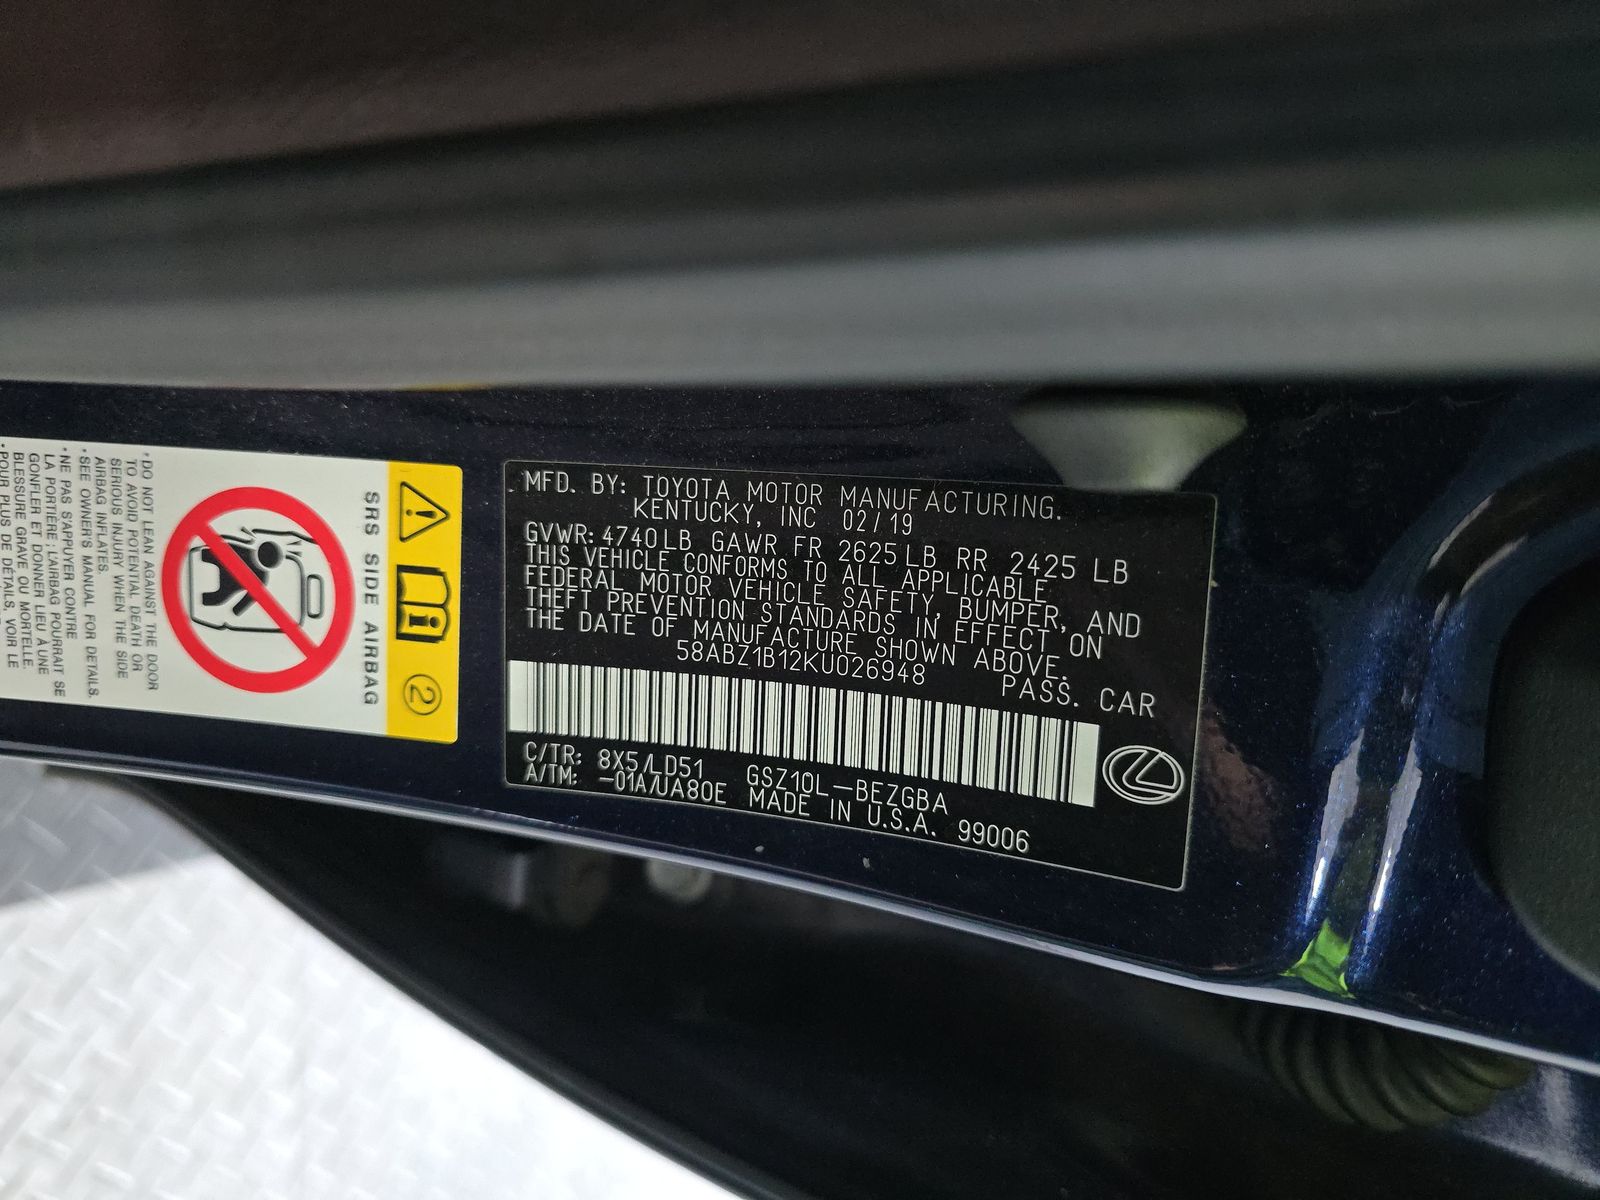 MFD. BY: TOYOTA MOTOR MANUFACTURING.
KENTUCKY, INC 02/19
GVWR: 4740LB GAWR FR 2625LB RR 2425 LB
THIS VEHICLE CONFORMS TO ALL APPLICABLE
FEDERAL MOTOR VEHICLE SAFETY, BUMPER, AND
THEFT PREVENTION STANDARDS IN EFFECT ON
THE DATE OF MANUFACTURE SHOWN ABOVE.
58ABZ1B12KU026948 PASS. CAR
C/TR: 8X5/LD51 GSZ10L-BEZGBA
A/TM: -01A/UA80E MADE IN U.S.A. 99006
2
SRS SIDE AIRBAG
•DO NOT LEAN AGAINST THE DOOR
TO AVOID POTENTIAL DEATH OR
SERIOUS INJURY WHEN THE SIDE
AIRBAG INFLATES.
•SEE OWNER'S MANUAL FOR DETAILS.
•NE PAS S'APPUYER CONTRE
LA PORTIÈRE; L'AIRBAG POURRAIT SE
GONFLER ET DONNER LIEU À UNE
BLESSURE GRAVE OU MORTELLE.
•POUR PLUS DE DÉTAILS, VOIR LE